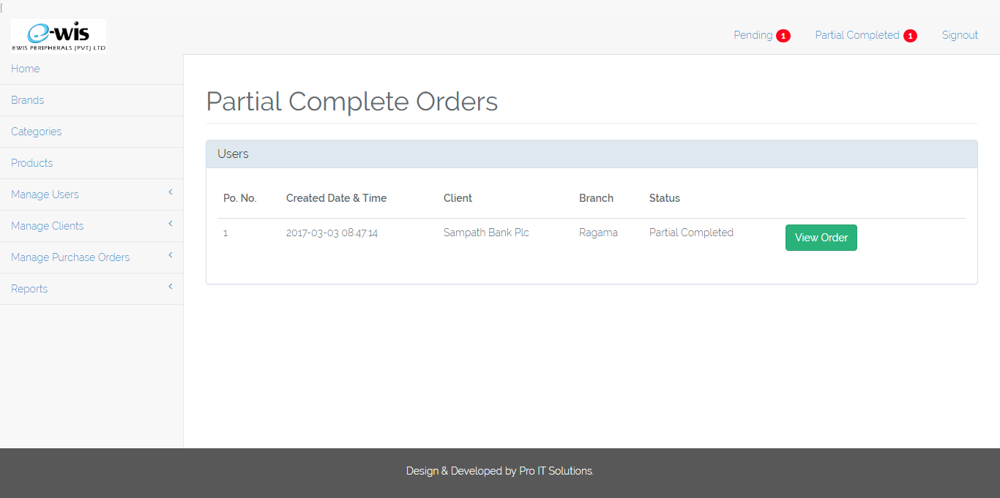 [
e-wis
EWIS PERIPHERALS (PVT) LTD
Pending 1 Partial Completed 1 Signout
Home
Brands
Categories
Products
Manage Users
Manage Clients
Manage Purchase Orders
Reports
Partial Complete Orders
Users
Po. No. Created Date & Time Client Branch Status
1 2017-03-03 08:47:14 Sampath Bank Plc Ragama Partial Completed View Order
Design & Developed by Pro IT Solutions.